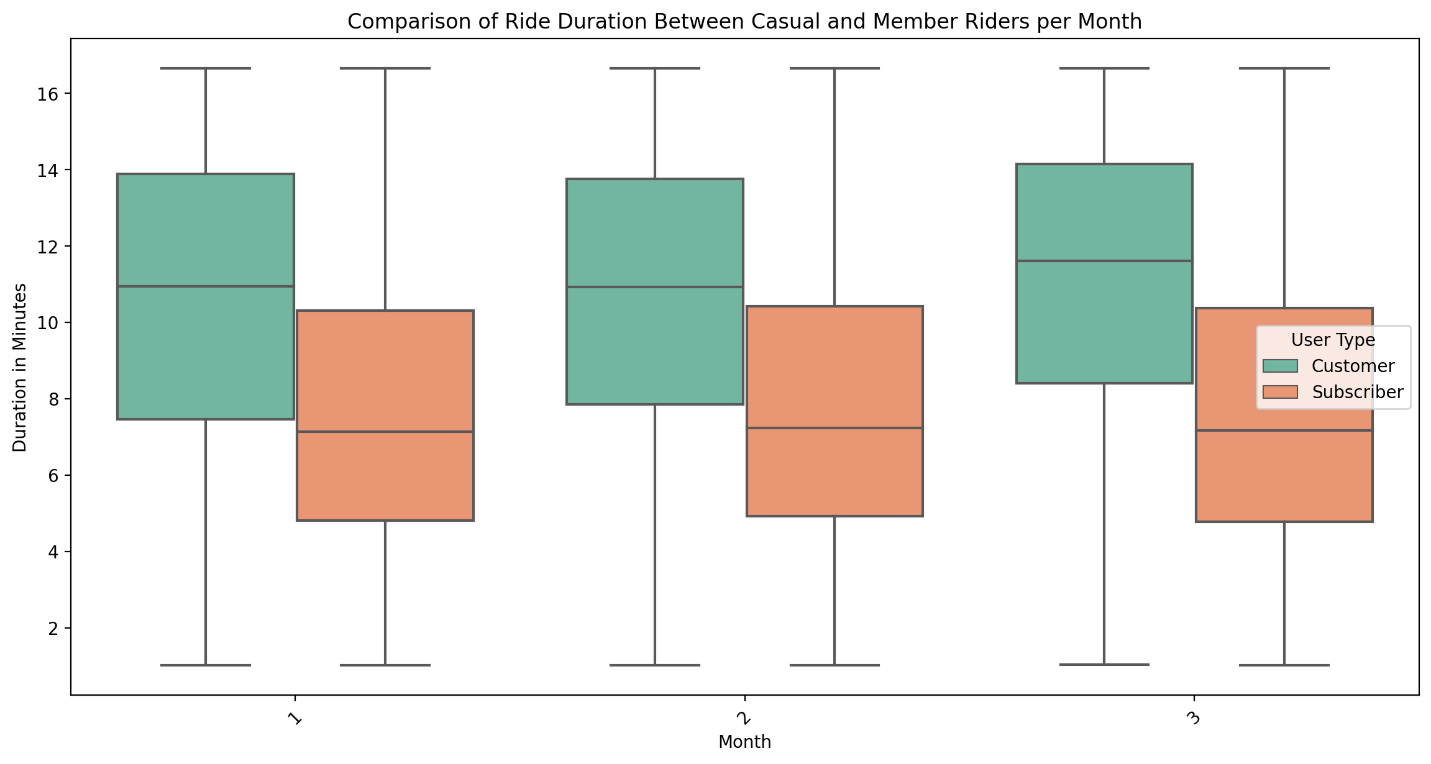 Comparison of Ride Duration Between Casual and Member Riders per Month
Duration in Minutes
16
14
12
10
8
6
4
2
User Type
Customer
Subscriber
1
2
3
Month